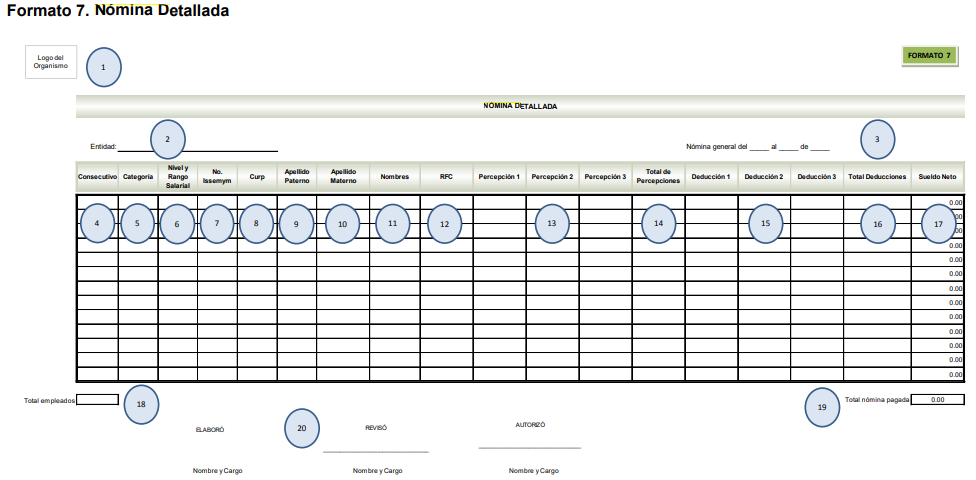 Formato 7. Nómina Detallada
Logo del
Organismo
1
FORMATO 7
NÓMINA DETALLADA
Entidad:
2
Nómina general del _____ al _____ de _____
3
Consecutivo Categoría Nivel y Rango Salarial No. Issemym Curp Apellido Paterno Apellido Materno Nombres RFC Percepción 1 Percepción 2 Percepción 3 Total de Percepciones Deducción 1 Deducción 2 Deducción 3 Total Deducciones Sueldo Neto
0.00
4 5 6 7 8 9 10 11 12 13 14 15 16 17 00
0.00
0.00
0.00
0.00
0.00
0.00
0.00
0.00
0.00
0.00
Total empleados
18
19
Total nómina pagada 0.00
20
ELABORÓ REVISÓ AUTORIZÓ
Nombre y Cargo Nombre y Cargo Nombre y Cargo